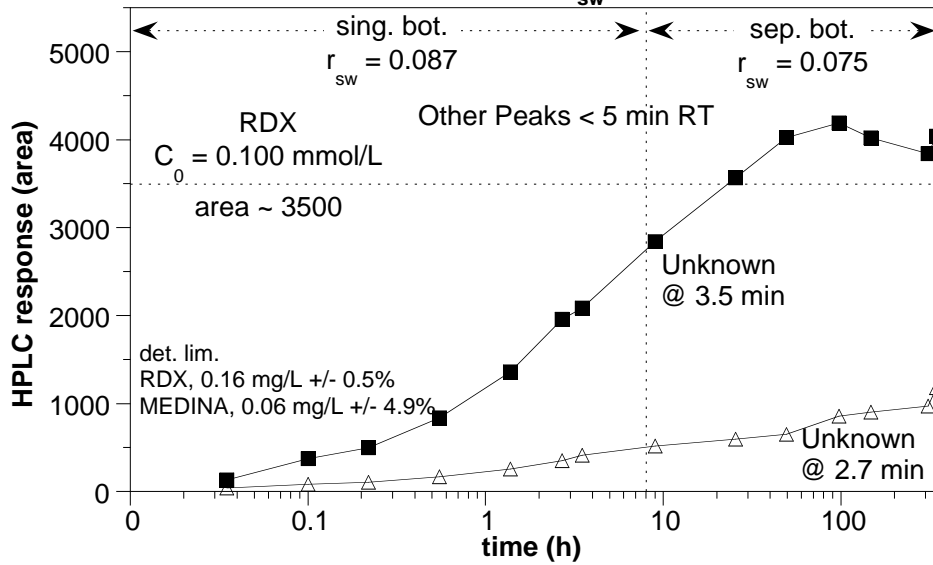 sw
sing. bot.
r_sw = 0.087
sep. bot.
r_sw = 0.075
Other Peaks < 5 min RT
RDX
C_0 = 0.100 mmol/L
area ~ 3500
Unknown
@ 3.5 min
det. lim.
RDX, 0.16 mg/L +/- 0.5%
MEDINA, 0.06 mg/L +/- 4.9%
Unknown
@ 2.7 min
HPLC response (area)
5000
4000
3000
2000
1000
0
0
0.1
1
10
100
time (h)